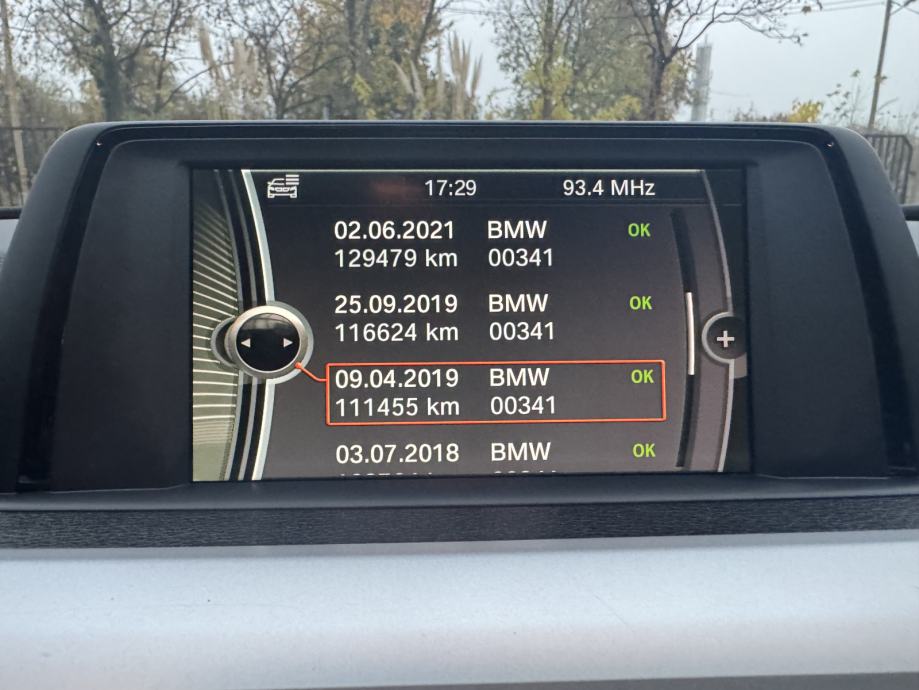 17:29 93.4 MHz
02.06.2021 BMW OK
129479 km 00341
25.09.2019 BMW OK
116624 km 00341
09.04.2019 BMW OK
111455 km 00341
03.07.2018 BMW OK